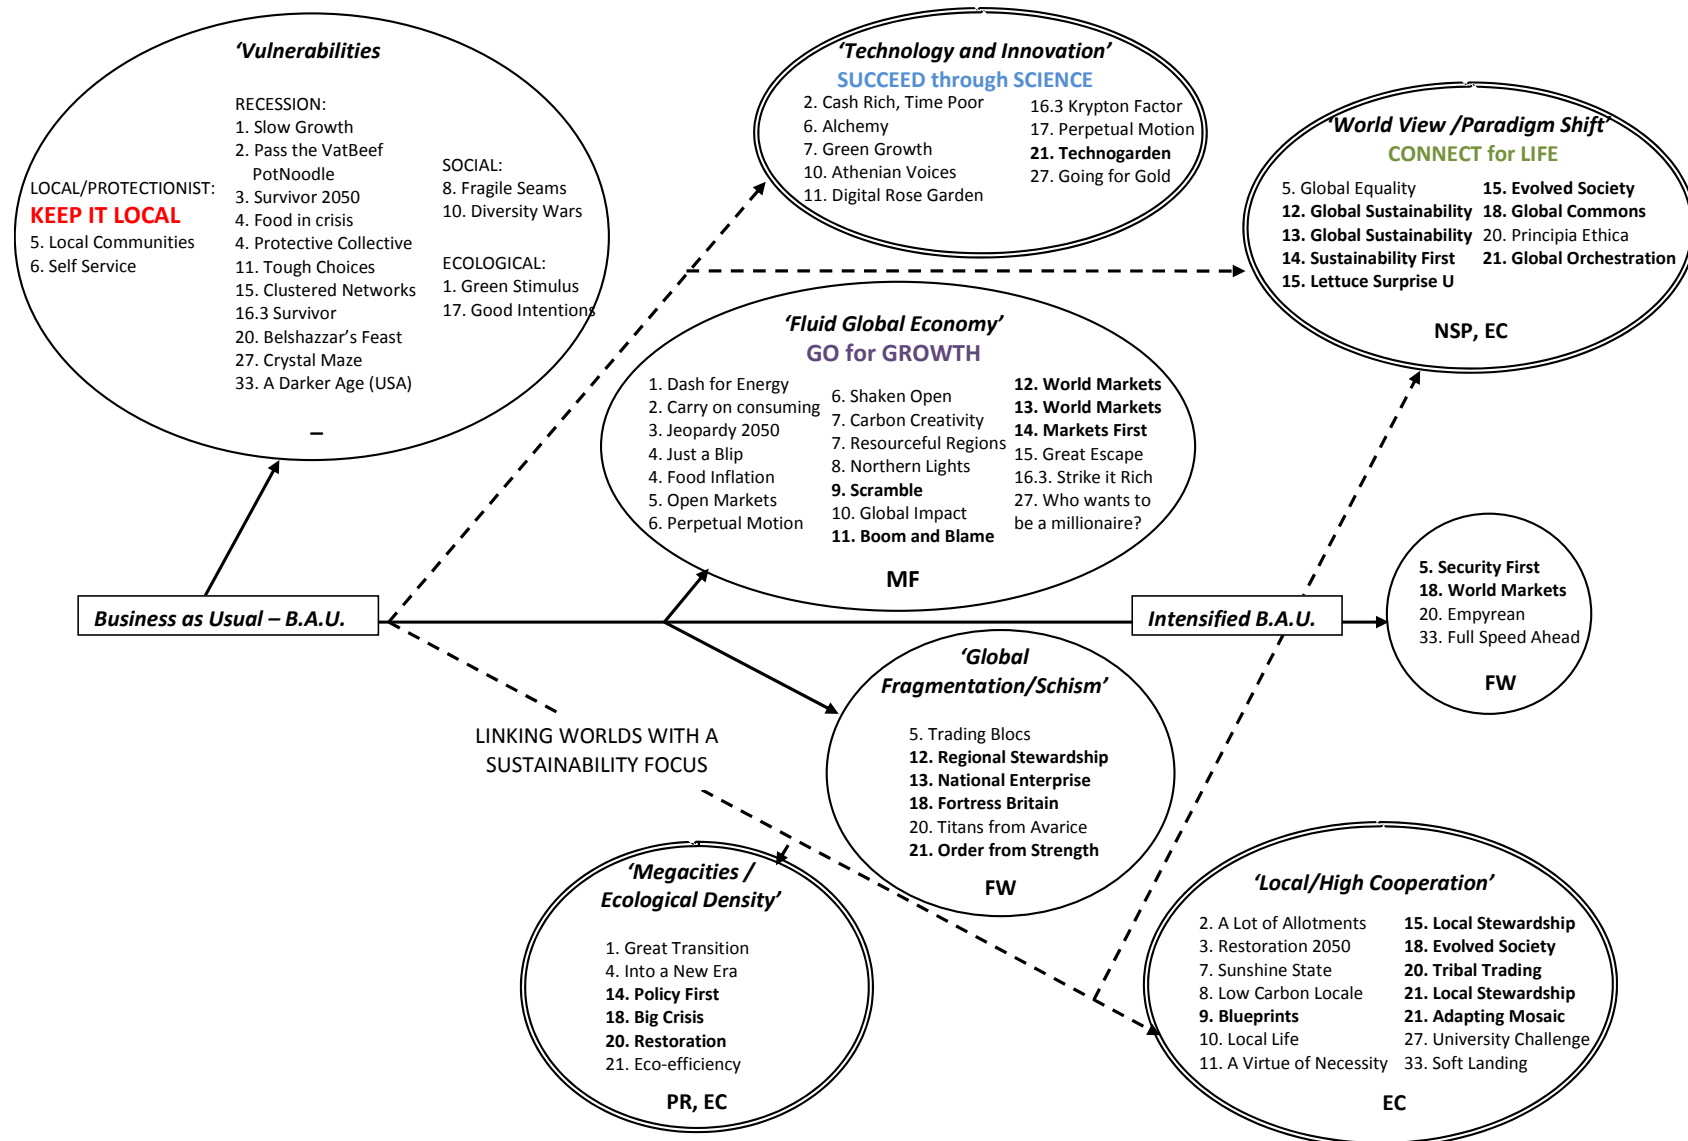 ‘Vulnerabilities
LOCAL/PROTECTIONIST:
KEEP IT LOCAL
5. Local Communities
6. Self Service
RECESSION:
1. Slow Growth
2. Pass the VatBeef
PotNoodle
3. Survivor 2050
4. Food in crisis
4. Protective Collective
11. Tough Choices
15. Clustered Networks
16.3 Survivor
20. Belshazzar’s Feast
27. Crystal Maze
33. A Darker Age (USA)
SOCIAL:
8. Fragile Seams
10. Diversity Wars
ECOLOGICAL:
1. Green Stimulus
17. Good Intentions
–
‘Technology and Innovation’
SUCCEED through SCIENCE
2. Cash Rich, Time Poor
6. Alchemy
7. Green Growth
10. Athenian Voices
11. Digital Rose Garden
16.3 Krypton Factor
17. Perpetual Motion
21. Technogarden
27. Going for Gold
‘World View /Paradigm Shift’
CONNECT for LIFE
5. Global Equality
12. Global Sustainability
13. Global Sustainability
14. Sustainability First
15. Lettuce Surprise U
15. Evolved Society
18. Global Commons
20. Principia Ethica
21. Global Orchestration
NSP, EC
‘Fluid Global Economy’
GO for GROWTH
1. Dash for Energy
2. Carry on consuming
3. Jeopardy 2050
4. Just a Blip
4. Food Inflation
5. Open Markets
6. Perpetual Motion
6. Shaken Open
7. Carbon Creativity
7. Resourceful Regions
8. Northern Lights
9. Scramble
10. Global Impact
11. Boom and Blame
12. World Markets
13. World Markets
14. Markets First
15. Great Escape
16.3. Strike it Rich
27. Who wants to
be a millionaire?
MF
Business as Usual – B.A.U.
Intensified B.A.U.
5. Security First
18. World Markets
20. Empyrean
33. Full Speed Ahead
FW
LINKING WORLDS WITH A
SUSTAINABILITY FOCUS
‘Global
Fragmentation/Schism’
5. Trading Blocs
12. Regional Stewardship
13. National Enterprise
18. Fortress Britain
20. Titans from Avarice
21. Order from Strength
FW
‘Megacities /
Ecological Density’
1. Great Transition
4. Into a New Era
14. Policy First
18. Big Crisis
20. Restoration
21. Eco-efficiency
PR, EC
‘Local/High Cooperation’
2. A Lot of Allotments
3. Restoration 2050
7. Sunshine State
8. Low Carbon Locale
9. Blueprints
10. Local Life
11. A Virtue of Necessity
15. Local Stewardship
18. Evolved Society
20. Tribal Trading
21. Local Stewardship
21. Adapting Mosaic
27. University Challenge
33. Soft Landing
EC